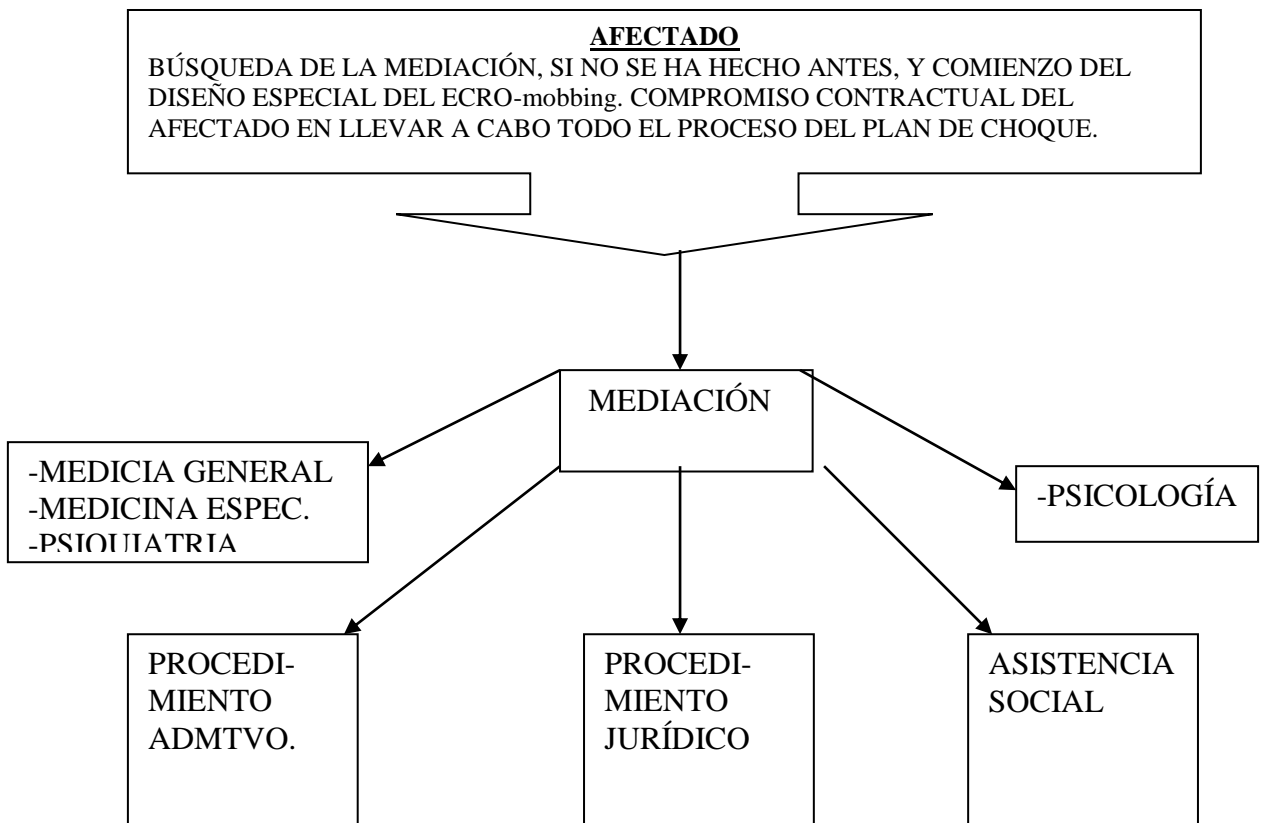 AFECTADO
BÚSQUEDA DE LA MEDIACIÓN, SI NO SE HA HECHO ANTES, Y COMIENZO DEL
DISEÑO ESPECIAL DEL ECRO-mobbing. COMPROMISO CONTRACTUAL DEL
AFECTADO EN LLEVAR A CABO TODO EL PROCESO DEL PLAN DE CHOQUE.
MEDIACIÓN
-MEDICIA GENERAL
-MEDICINA ESPEC.
-PSIQUIATRIA
-PSICOLOGÍA
PROCEDI-
MIENTO
ADMTVO.
PROCEDI-
MIENTO
JURÍDICO
ASISTENCIA
SOCIAL